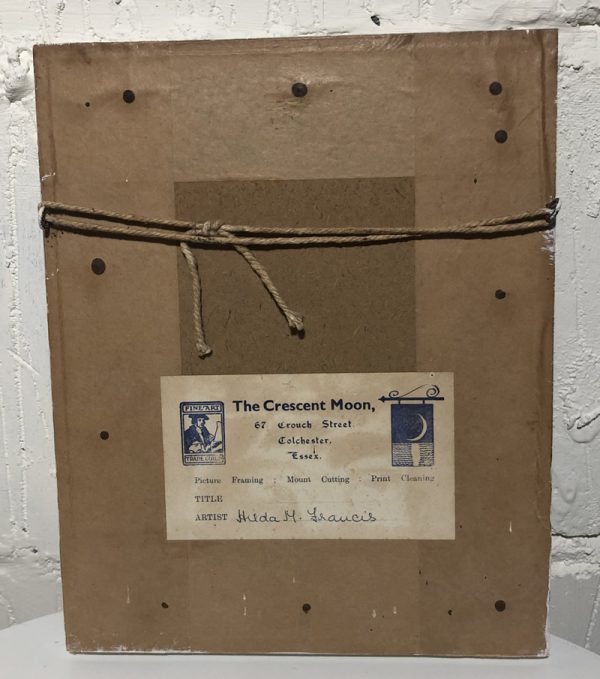 The Crescent Moon,
67 Crouch Street
Colchester,
Essex.
FINE ART
TRADE GUILD
Picture Framing : Mount Cutting : Print Cleaning
TITLE
ARTIST Hilda M. Francis